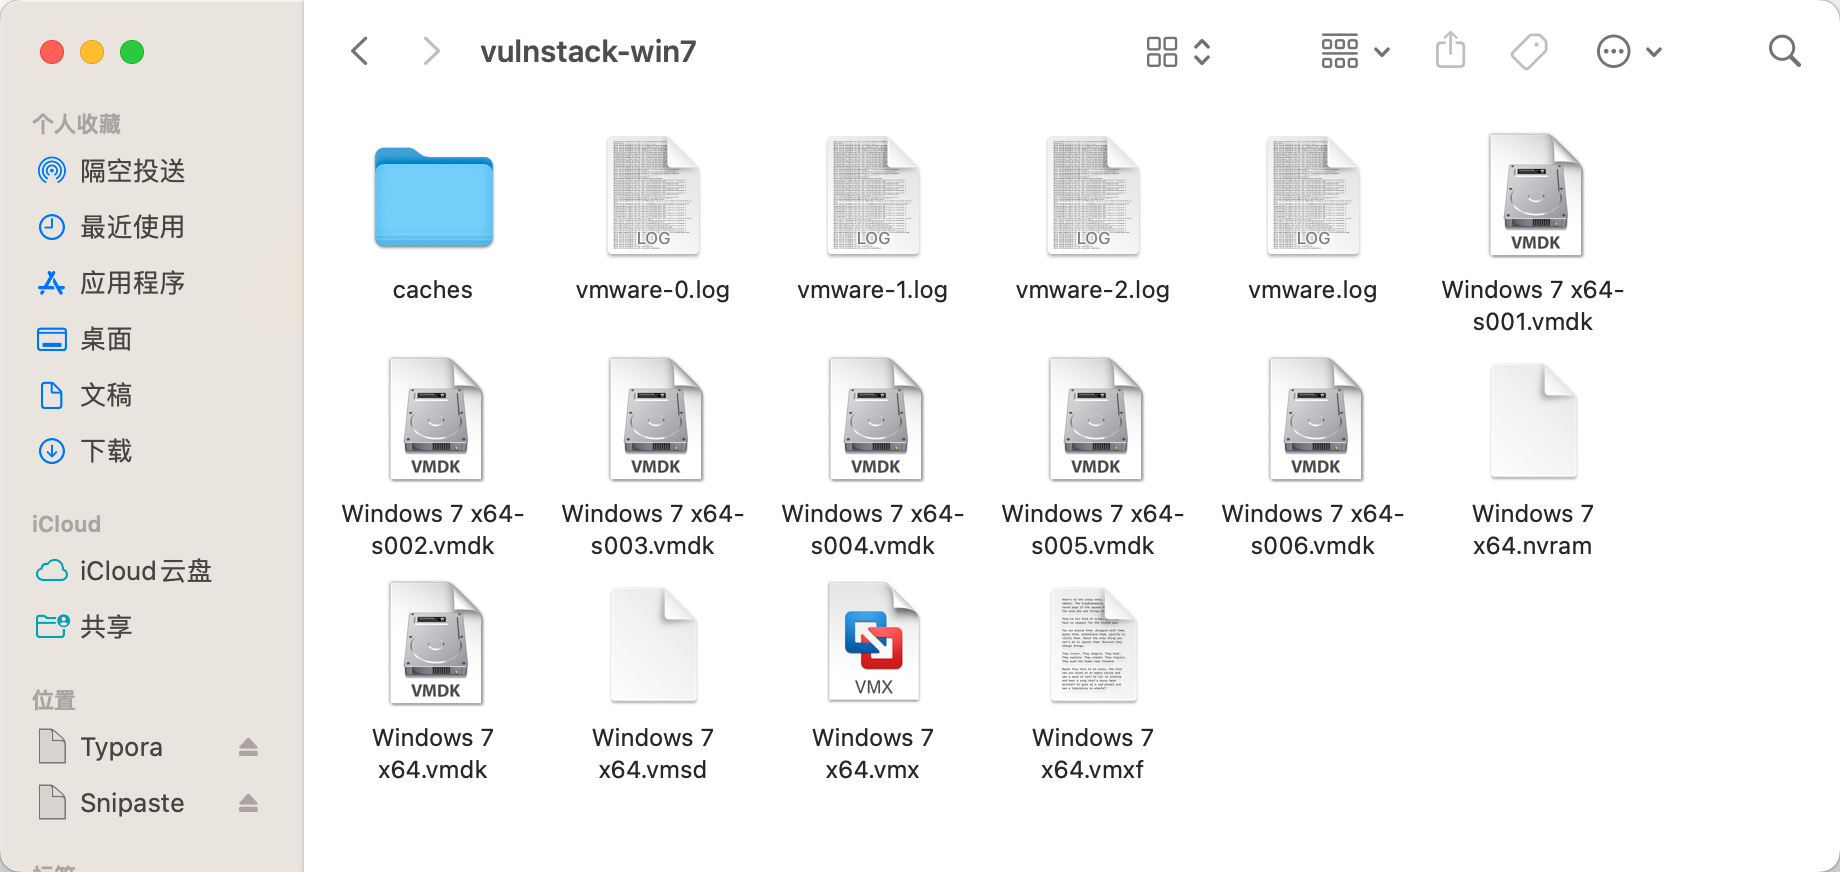 vulnstack-win7
个人收藏
隔空投送
最近使用
应用程序
桌面
文稿
下载
iCloud
iCloud云盘
共享
位置
Typora
Snipaste
caches
LOG
vmware-0.log
LOG
vmware-1.log
LOG
vmware-2.log
LOG
vmware.log
VMDK
Windows 7 x64-
s001.vmdk
VMDK
Windows 7 x64-
s002.vmdk
VMDK
Windows 7 x64-
s003.vmdk
VMDK
Windows 7 x64-
s004.vmdk
VMDK
Windows 7 x64-
s005.vmdk
VMDK
Windows 7 x64-
s006.vmdk
Windows 7
x64.nvram
VMDK
Windows 7
x64.vmdk
Windows 7
x64.vmsd
VMX
Windows 7
x64.vmx
Windows 7
x64.vmxf